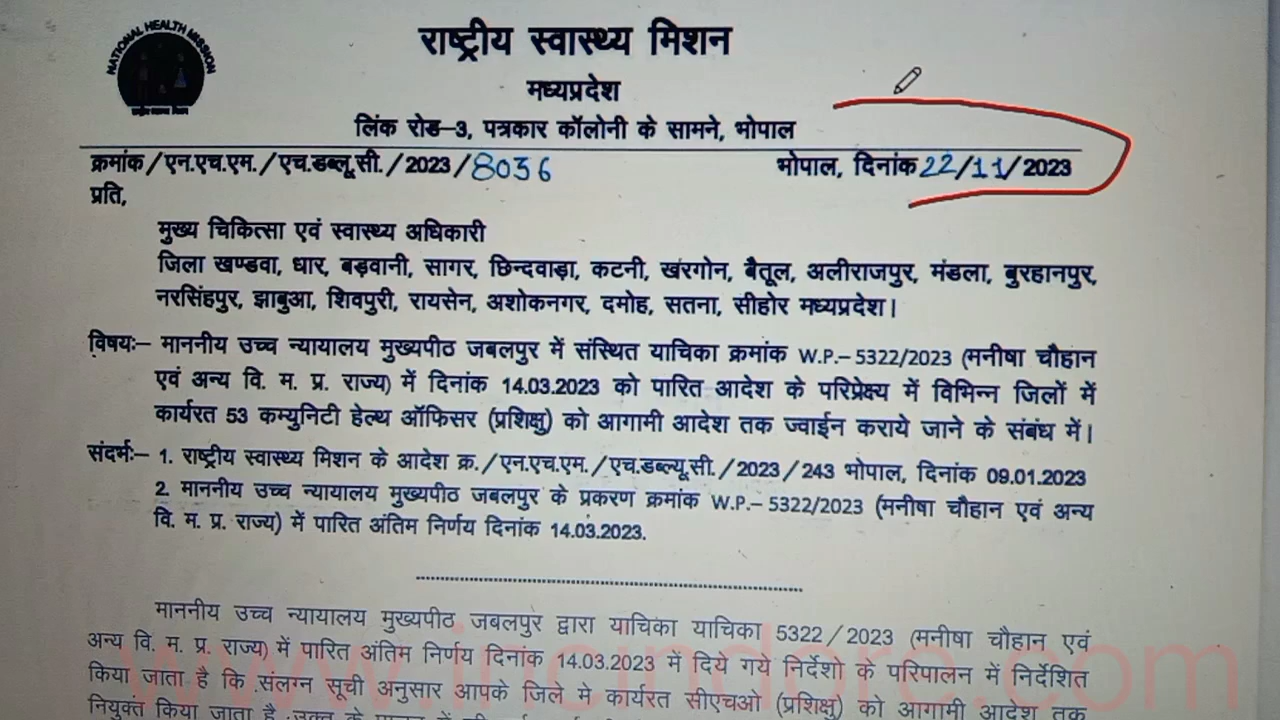 NATIONAL HEALTH MISSION
राष्ट्रीय स्वास्थ्य मिशन
मध्यप्रदेश
लिंक रोड–3, पत्रकार कॉलोनी के सामने, भोपाल
क्रमांक/एन.एच.एम./एच.डब्लू.सी./2023/8036 भोपाल, दिनांक 22/11/2023
प्रति,
मुख्य चिकित्सा एवं स्वास्थ्य अधिकारी
जिला खण्डवा, धार, बड़वानी, सागर, छिन्दवाड़ा, कटनी, खरगोन, बैतूल, अलीराजपुर, मंडला, बुरहानपुर,
नरसिंहपुर, झाबुआ, शिवपुरी, रायसेन, अशोकनगर, दमोह, सतना, सीहोर मध्यप्रदेश।
विषयः– माननीय उच्च न्यायालय मुख्यपीठ जबलपुर में संस्थित याचिका क्रमांक W.P.– 5322/2023 (मनीषा चौहान
एवं अन्य वि. म. प्र. राज्य) में दिनांक 14.03.2023 को पारित आदेश के परिप्रेक्ष्य में विभिन्न जिलों में
कार्यरत 53 कम्युनिटी हेल्थ ऑफिसर (प्रशिक्षु) को आगामी आदेश तक ज्वाईन कराये जाने के संबंध में।
संदर्भः– 1. राष्ट्रीय स्वास्थ्य मिशन के आदेश क्र./एन.एच.एम./एच.डब्ल्यू.सी./2023/243 भोपाल, दिनांक 09.01.2023
2. माननीय उच्च न्यायालय मुख्यपीठ जबलपुर के प्रकरण क्रमांक W.P.– 5322/2023 (मनीषा चौहान एवं अन्य
वि. म. प्र. राज्य) में पारित अंतिम निर्णय दिनांक 14.03.2023.
माननीय उच्च न्यायालय मुख्यपीठ जबलपुर द्वारा याचिका याचिका 5322/2023 (मनीषा चौहान एवं
अन्य वि. म. प्र. राज्य) में पारित अंतिम निर्णय दिनांक 14.03.2023 में दिये गये निर्देशो के परिपालन में निर्देशित
किया जाता है कि संलग्न सूची अनुसार आपके जिले मे कार्यरत सीएचओ (प्रशिक्षु) को आगामी आदेश तक
नियुक्त किया जाता है